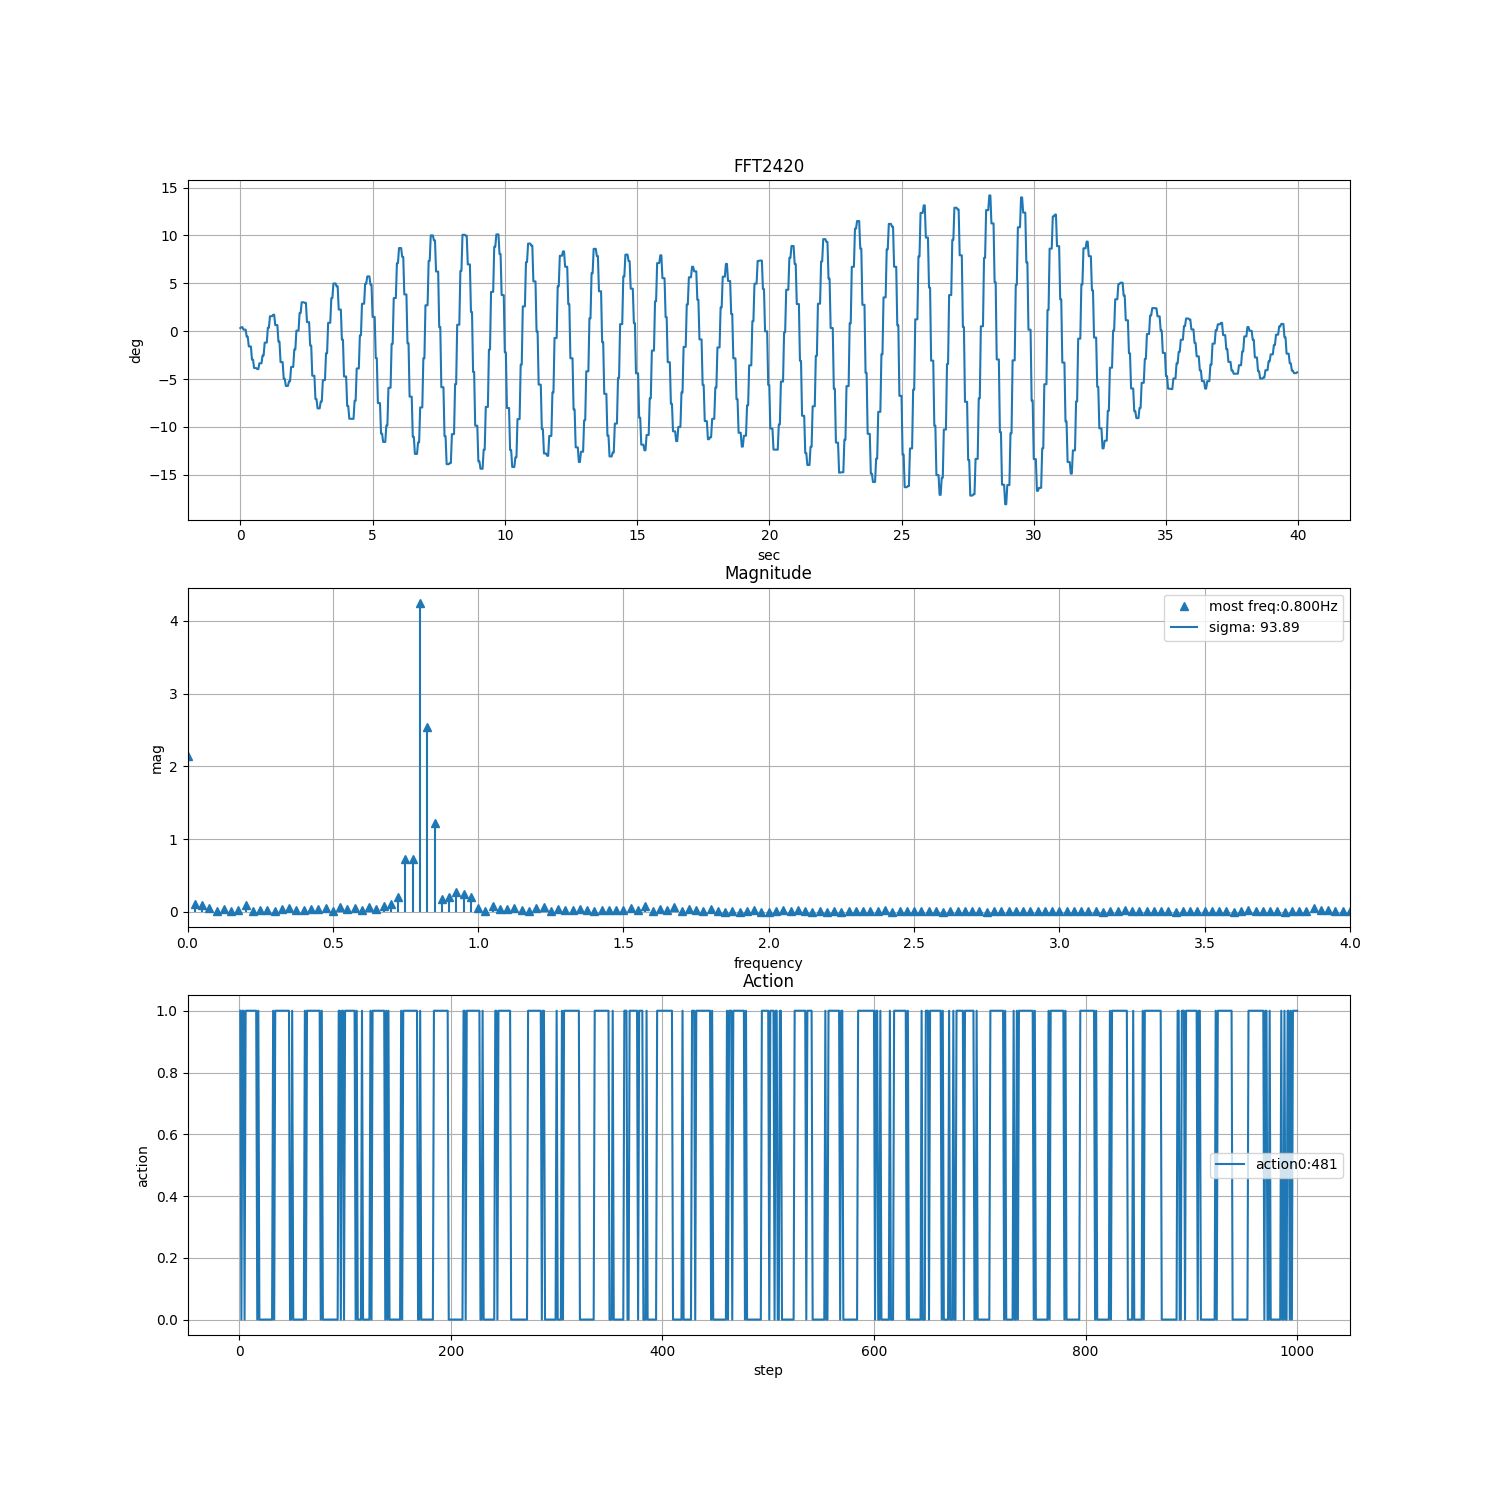 FFT2420
15
10
5
0
−5
−10
−15
deg
0 5 10 15 20 25 30 35 40
sec
Magnitude
most freq:0.800Hz
sigma: 93.89
4
3
2
1
0
mag
0.0 0.5 1.0 1.5 2.0 2.5 3.0 3.5 4.0
frequency
Action
1.0
0.8
0.6
0.4
0.2
0.0
action
action0:481
0 200 400 600 800 1000
step